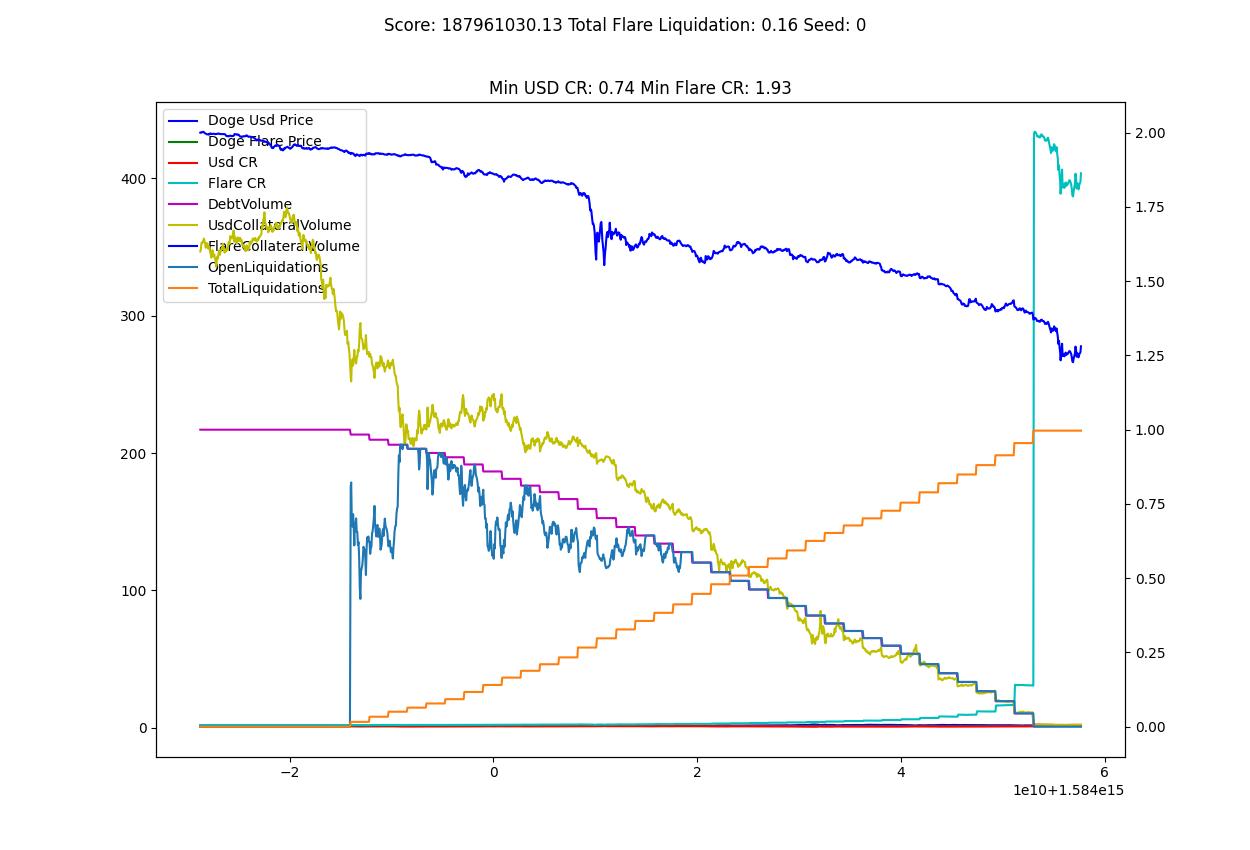 Score: 187961030.13 Total Flare Liquidation: 0.16 Seed: 0
Min USD CR: 0.74 Min Flare CR: 1.93
Doge Usd Price
Doge Flare Price
Usd CR
Flare CR
DebtVolume
UsdCollateralVolume
FlareCollateralVolume
OpenLiquidations
TotalLiquidations
400
300
200
100
0
2.00
1.75
1.50
1.25
1.00
0.75
0.50
0.25
0.00
−2
0
2
4
6
1e10+1.584e15